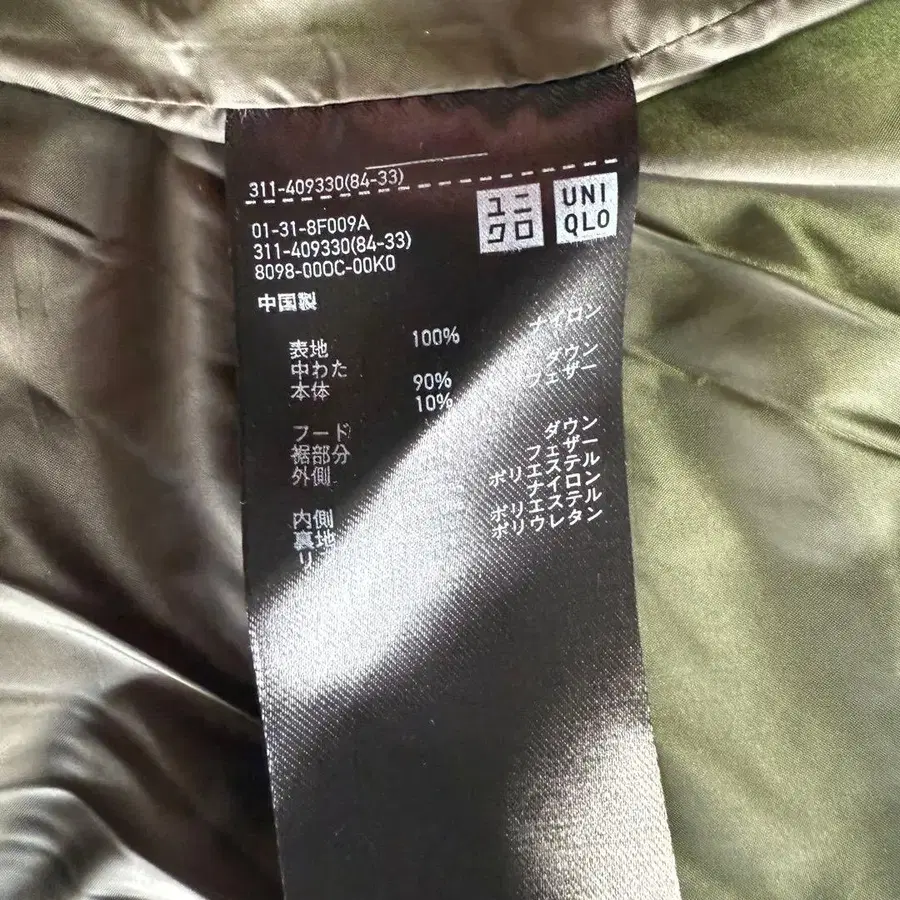 311-409330(84-33)
ユニ
クロ
UNI
QLO
01-31-8F009A
311-409330(84-33)
8098-00OC-00K0
中国製
表地 100% ナイロン
中わた
本体 90% ダウン
10% フェザー
フード ダウン
裾部分 フェザー
外側 ポリエステル
ナイロン
内側 ポリエステル
裏地 ポリウレタン
リ